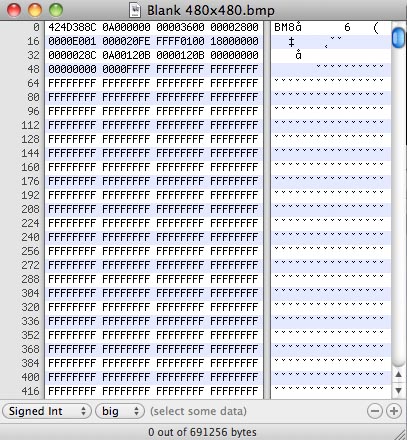 Blank 480x480.bmp
0 424D388C 0A000000 00003600 00002800 BM8å 6 (
16 0000E001 000020FE FFFF0100 18000000 ‡ ˛ˇˇ
32 0000028C 0A00120B 0000120B 00000000 å
48 00000000 0000FFFF FFFFFFFF FFFFFFFF ˇˇˇˇˇˇˇˇˇˇ
64 FFFFFFFF FFFFFFFF FFFFFFFF FFFFFFFF ˇˇˇˇˇˇˇˇˇˇˇˇˇˇˇˇ
80 FFFFFFFF FFFFFFFF FFFFFFFF FFFFFFFF ˇˇˇˇˇˇˇˇˇˇˇˇˇˇˇˇ
96 FFFFFFFF FFFFFFFF FFFFFFFF FFFFFFFF ˇˇˇˇˇˇˇˇˇˇˇˇˇˇˇˇ
112 FFFFFFFF FFFFFFFF FFFFFFFF FFFFFFFF ˇˇˇˇˇˇˇˇˇˇˇˇˇˇˇˇ
128 FFFFFFFF FFFFFFFF FFFFFFFF FFFFFFFF ˇˇˇˇˇˇˇˇˇˇˇˇˇˇˇˇ
144 FFFFFFFF FFFFFFFF FFFFFFFF FFFFFFFF ˇˇˇˇˇˇˇˇˇˇˇˇˇˇˇˇ
160 FFFFFFFF FFFFFFFF FFFFFFFF FFFFFFFF ˇˇˇˇˇˇˇˇˇˇˇˇˇˇˇˇ
176 FFFFFFFF FFFFFFFF FFFFFFFF FFFFFFFF ˇˇˇˇˇˇˇˇˇˇˇˇˇˇˇˇ
192 FFFFFFFF FFFFFFFF FFFFFFFF FFFFFFFF ˇˇˇˇˇˇˇˇˇˇˇˇˇˇˇˇ
208 FFFFFFFF FFFFFFFF FFFFFFFF FFFFFFFF ˇˇˇˇˇˇˇˇˇˇˇˇˇˇˇˇ
224 FFFFFFFF FFFFFFFF FFFFFFFF FFFFFFFF ˇˇˇˇˇˇˇˇˇˇˇˇˇˇˇˇ
240 FFFFFFFF FFFFFFFF FFFFFFFF FFFFFFFF ˇˇˇˇˇˇˇˇˇˇˇˇˇˇˇˇ
256 FFFFFFFF FFFFFFFF FFFFFFFF FFFFFFFF ˇˇˇˇˇˇˇˇˇˇˇˇˇˇˇˇ
272 FFFFFFFF FFFFFFFF FFFFFFFF FFFFFFFF ˇˇˇˇˇˇˇˇˇˇˇˇˇˇˇˇ
288 FFFFFFFF FFFFFFFF FFFFFFFF FFFFFFFF ˇˇˇˇˇˇˇˇˇˇˇˇˇˇˇˇ
304 FFFFFFFF FFFFFFFF FFFFFFFF FFFFFFFF ˇˇˇˇˇˇˇˇˇˇˇˇˇˇˇˇ
320 FFFFFFFF FFFFFFFF FFFFFFFF FFFFFFFF ˇˇˇˇˇˇˇˇˇˇˇˇˇˇˇˇ
336 FFFFFFFF FFFFFFFF FFFFFFFF FFFFFFFF ˇˇˇˇˇˇˇˇˇˇˇˇˇˇˇˇ
352 FFFFFFFF FFFFFFFF FFFFFFFF FFFFFFFF ˇˇˇˇˇˇˇˇˇˇˇˇˇˇˇˇ
368 FFFFFFFF FFFFFFFF FFFFFFFF FFFFFFFF ˇˇˇˇˇˇˇˇˇˇˇˇˇˇˇˇ
384 FFFFFFFF FFFFFFFF FFFFFFFF FFFFFFFF ˇˇˇˇˇˇˇˇˇˇˇˇˇˇˇˇ
400 FFFFFFFF FFFFFFFF FFFFFFFF FFFFFFFF ˇˇˇˇˇˇˇˇˇˇˇˇˇˇˇˇ
416 FFFFFFFF FFFFFFFF FFFFFFFF FFFFFFFF ˇˇˇˇˇˇˇˇˇˇˇˇˇˇˇˇ
Signed Int big (select some data)
0 out of 691256 bytes